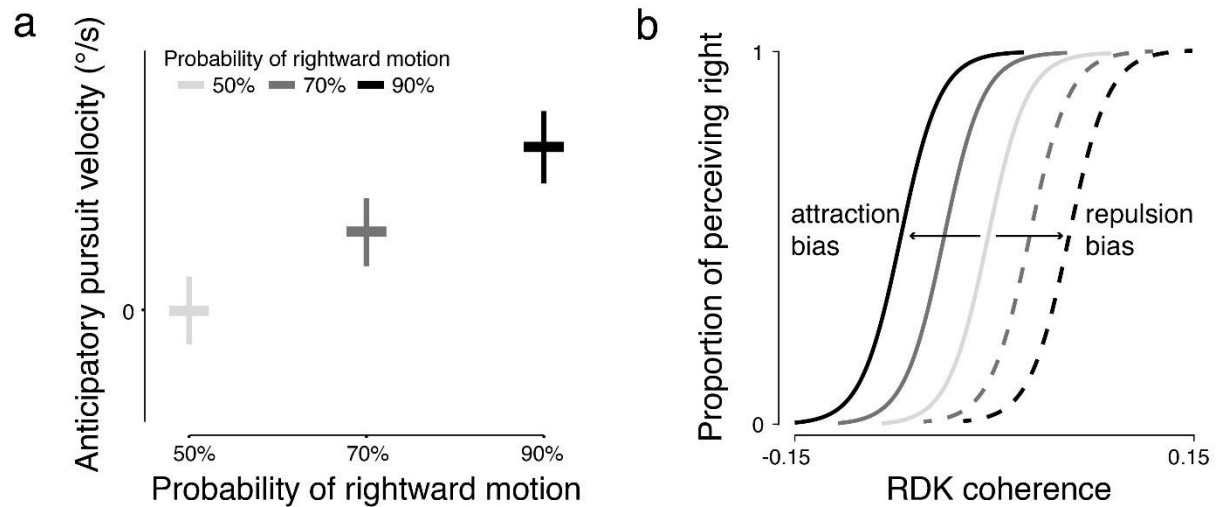 a
Anticipatory pursuit velocity (°/s)
Probability of rightward motion
50% 70% 90%
0
50% 70% 90%
Probability of rightward motion
b
Proportion of perceiving right
1
attraction
bias
repulsion
bias
0
-0.15 0.15
RDK coherence